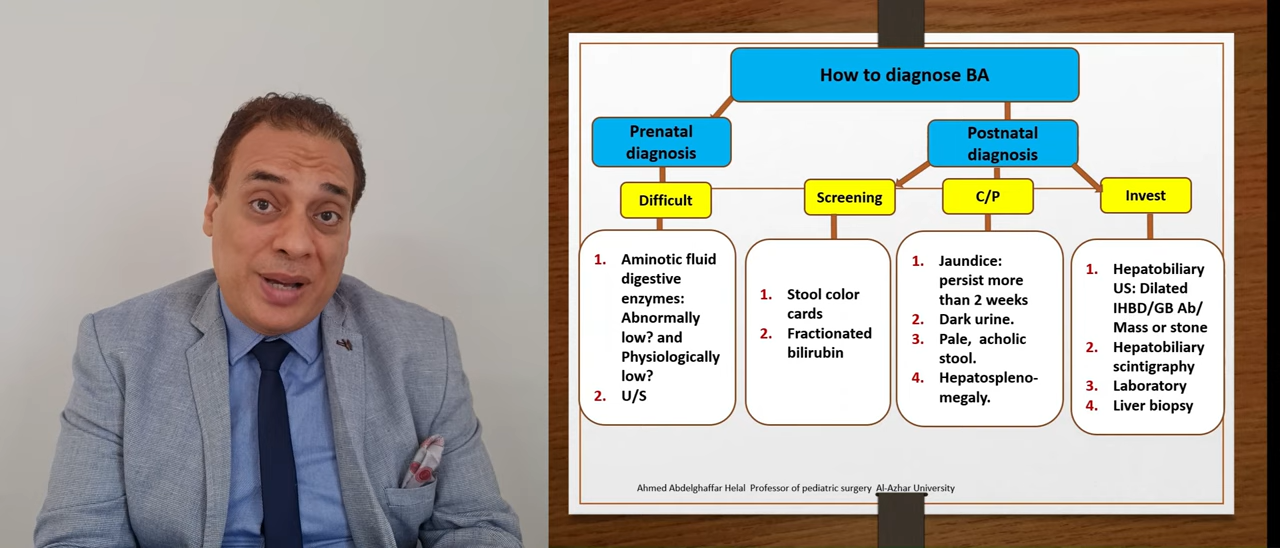 How to diagnose BA
Prenatal
diagnosis
Postnatal
diagnosis
Difficult
Screening
C/P
Invest
1. Aminotic fluid
digestive
enzymes:
Abnormally
low? and
Physiologically
low?
2. U/S
1. Stool color
cards
2. Fractionated
bilirubin
1. Jaundice:
persist more
than 2 weeks
2. Dark urine.
3. Pale, acholic
stool.
4. Hepatospleno-
megaly.
1. Hepatobiliary
US: Dilated
IHBD/GB Ab/
Mass or stone
2. Hepatobiliary
scintigraphy
3. Laboratory
4. Liver biopsy
Ahmed Abdelghaffar Helal Professor of pediatric surgery Al-Azhar University